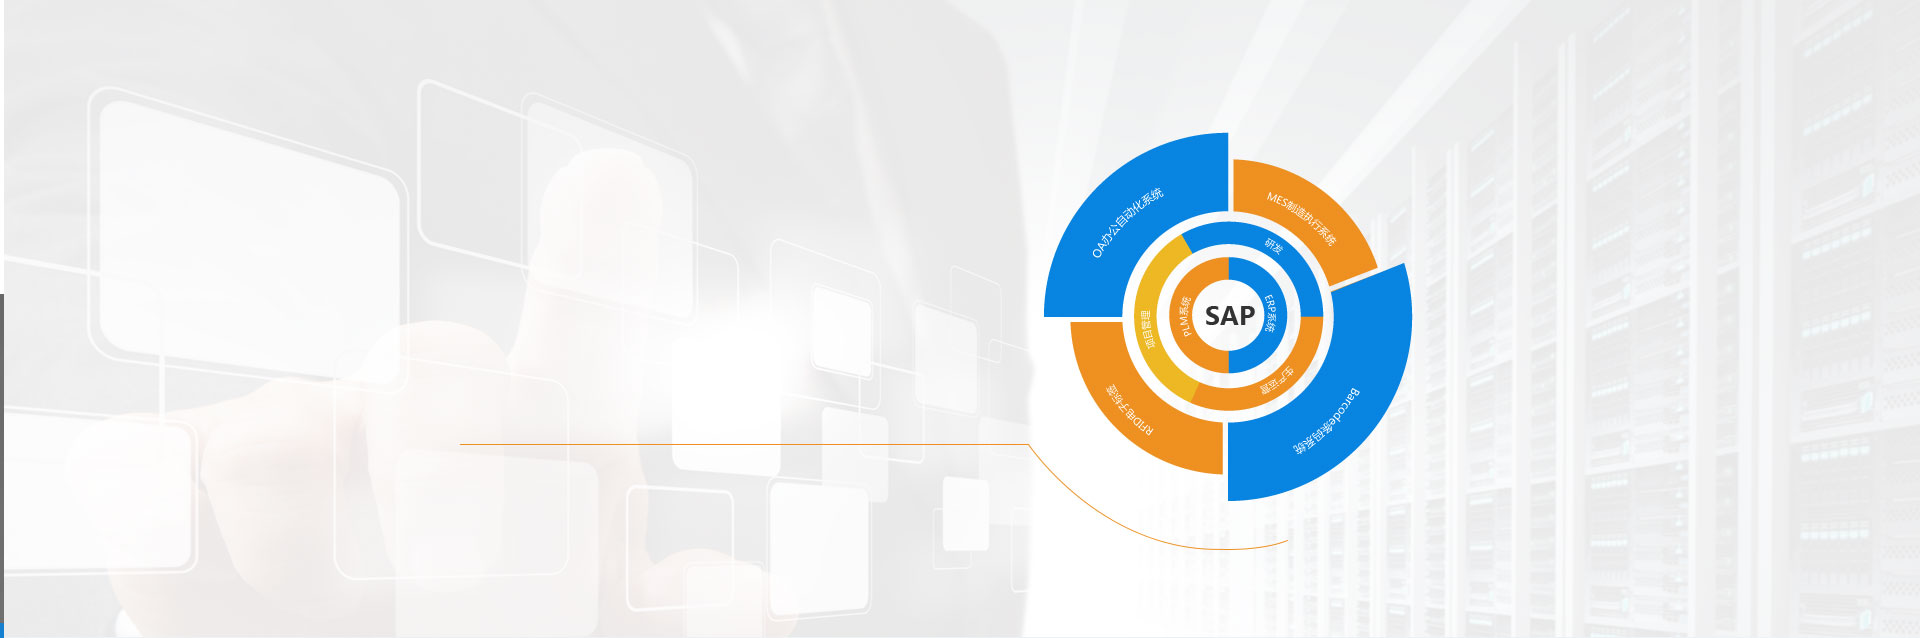 OA办公自动化系统
MES制造执行系统
研发
项目管理
PLM系统
SAP
ERP系统
生产运营
RFID电子标签
Barcode条码系统